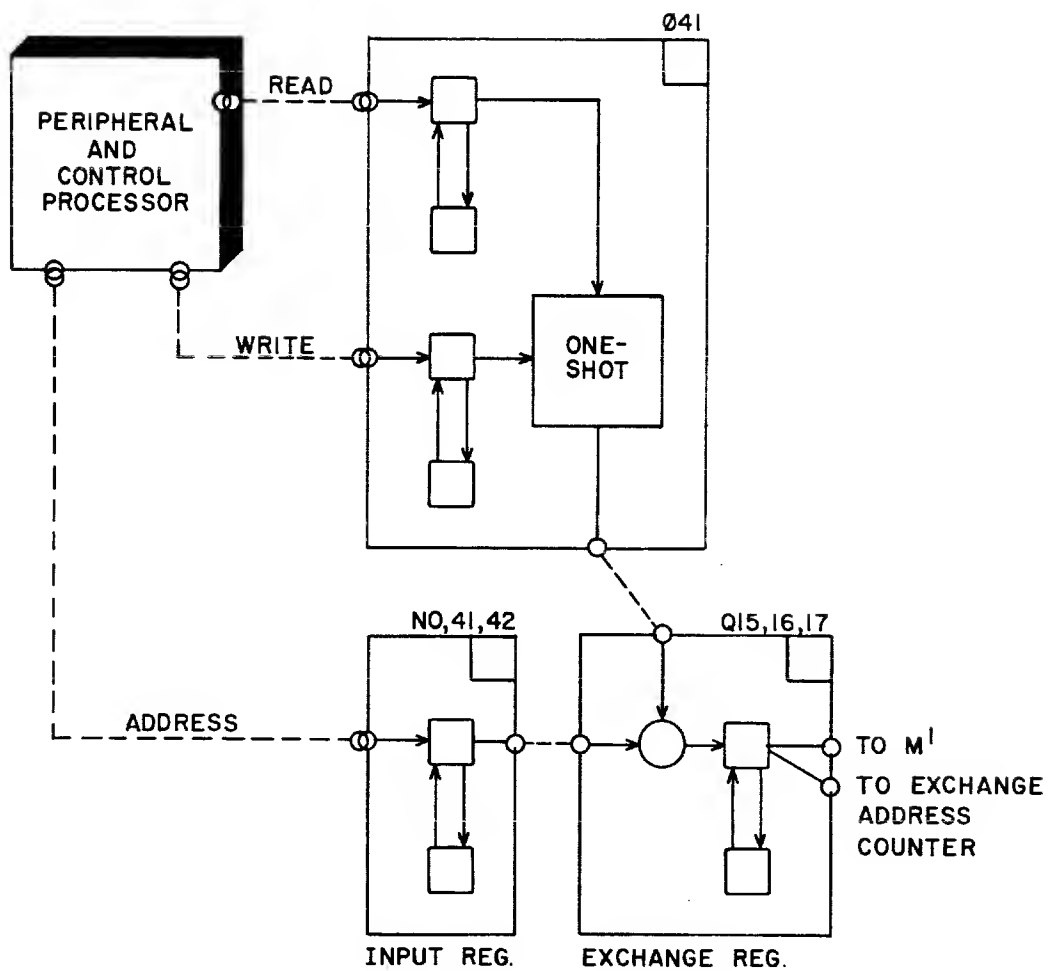 Ø41
READ
PERIPHERAL
AND
CONTROL
PROCESSOR
WRITE
ONE-
SHOT
NO,41,42
Q15,16,17
ADDRESS
TO M¹
TO EXCHANGE
ADDRESS
COUNTER
INPUT REG.
EXCHANGE REG.